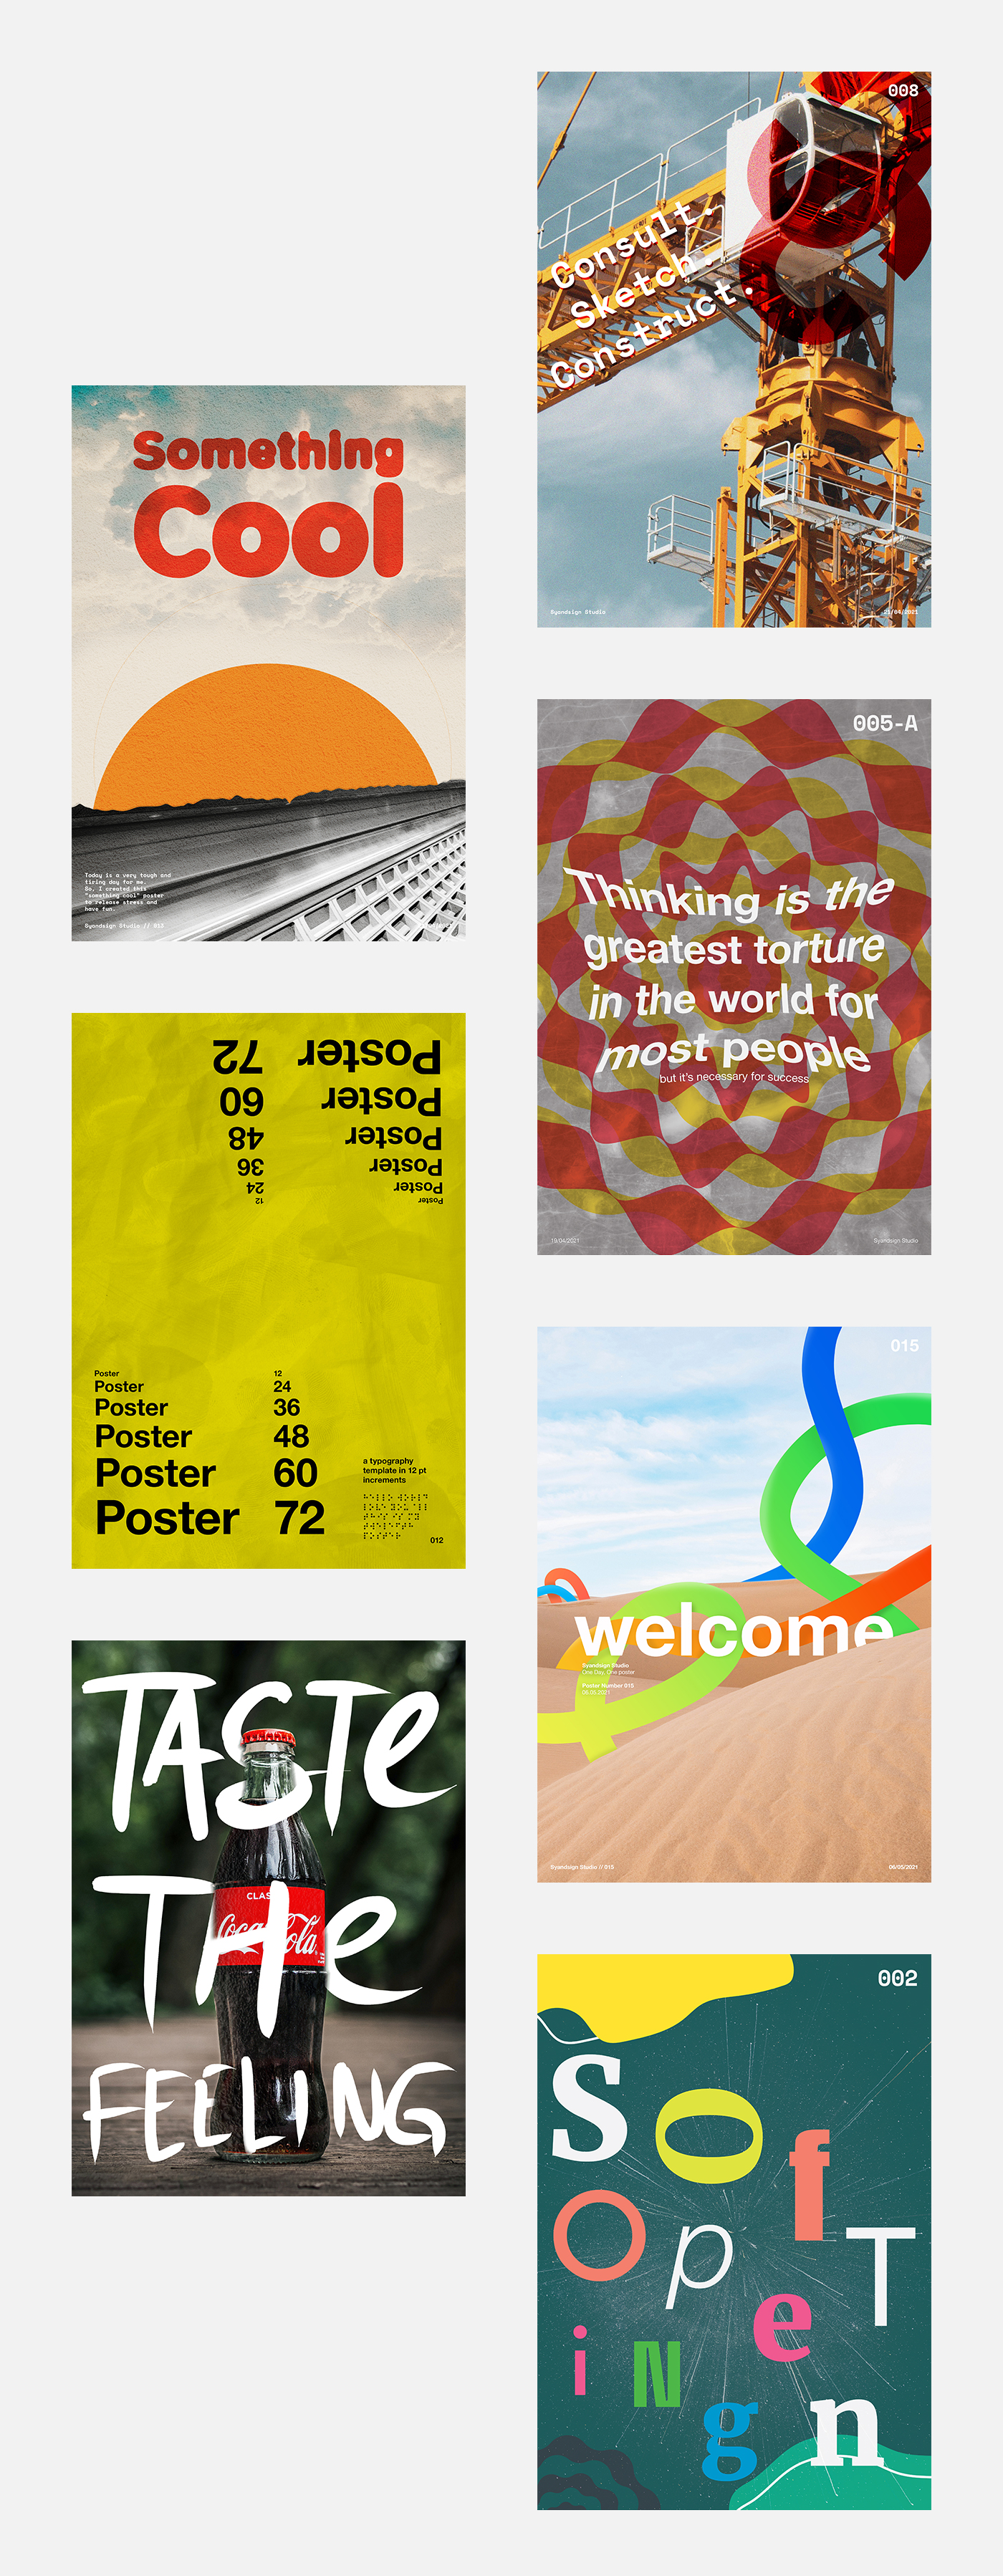 Something
Cool
Today is a very tough and
tiring day for me.
So, I created this
"something cool" poster
to release stress and
have fun.
Syandsign Studio // 013
Poster 72
Poster 60
Poster 48
Poster 36
Poster 24
Poster 12
Poster 12
Poster 24
Poster 36
Poster 48
Poster 60
Poster 72
a typography
template in 12 pt
increments
012
TASTe
THe
FEELING
CLAS
Coca-Cola
008
Consult.
Sketch.
Construct.
Syandsign Studio
21/04/2021
005-A
Thinking is the
greatest torture
in the world for
most people
but it's necessary for success
19/04/2021
Syandsign Studio
015
welcome
Syandsign Studio
One Day, One poster
Poster Number 015
06.05.2021
Syandsign Studio // 015
06/05/2021
002
Sof
OpeT
iNgn